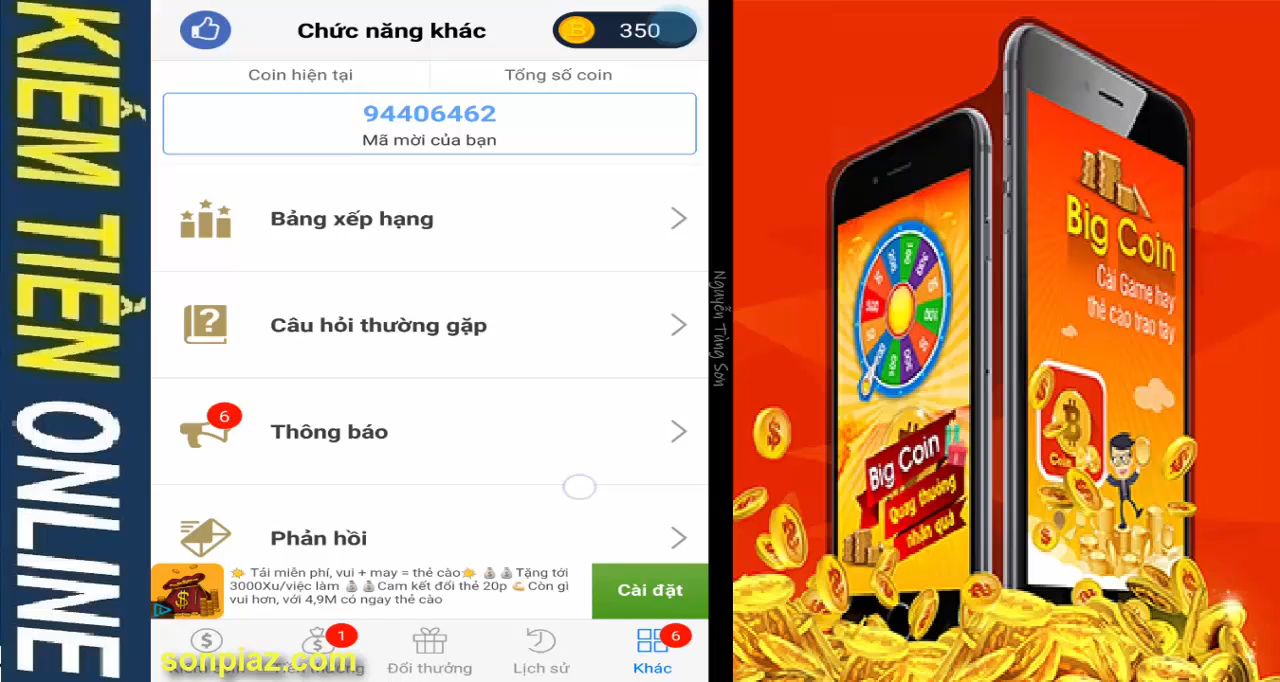 KIẾM TIỀN ONLINE
Chức năng khác
350
Coin hiện tại
Tổng số coin
94406462
Mã mời của bạn
Bảng xếp hạng
Câu hỏi thường gặp
6
Thông báo
Phản hồi
Tải miễn phí, vui + may = thẻ cào Tặng tới
3000Xu/việc làm Cam kết đổi thẻ 20p Còn gì
vui hơn, với 4,9M có ngay thẻ cào
Cài đặt
1
6
sonpiaz.com
Đổi thưởng
Lịch sử
Khác
Nguyễn Tùng Sơn
Big Coin
Quay thưởng
nhận quà
Big Coin
Cài Game hay
thẻ cào trao tay